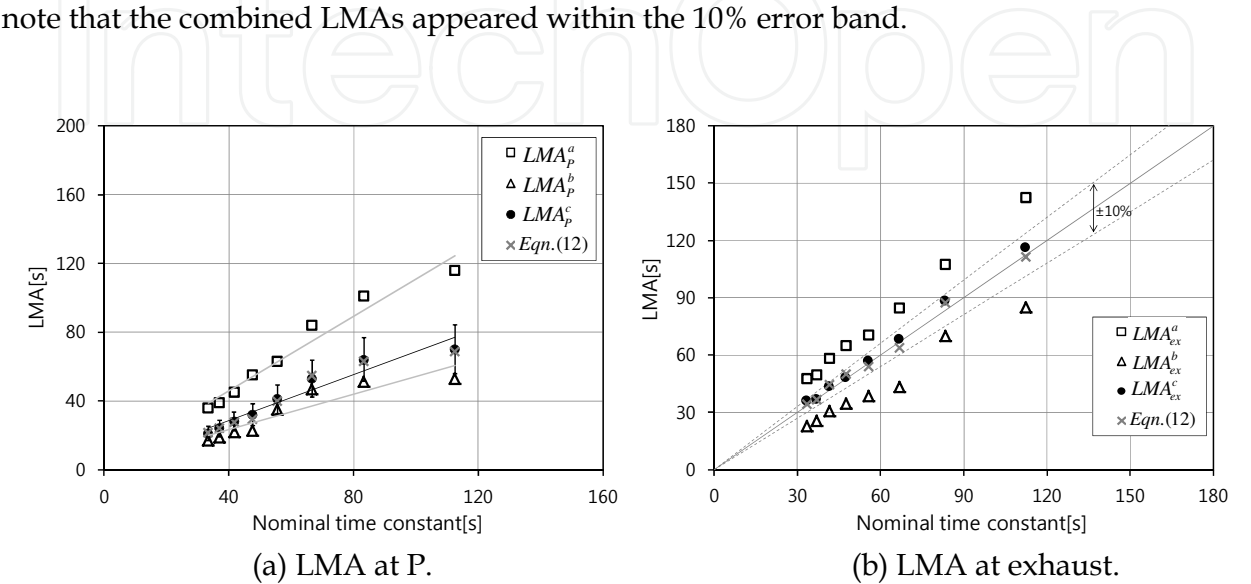 note that the combined LMAs appeared within the 10% error band.
IntechOpen
200
160
120
80
40
0
LMA[s]
0 40 80 120 160
Nominal time constant[s]
LMA_P^a
LMA_P^b
LMA_P^c
Eqn.(12)
(a) LMA at P.
180
150
120
90
60
30
0
LMA[s]
0 30 60 90 120 150 180
Nominal time constant[s]
±10%
LMA_ex^a
LMA_ex^b
LMA_ex^c
Eqn.(12)
(b) LMA at exhaust.